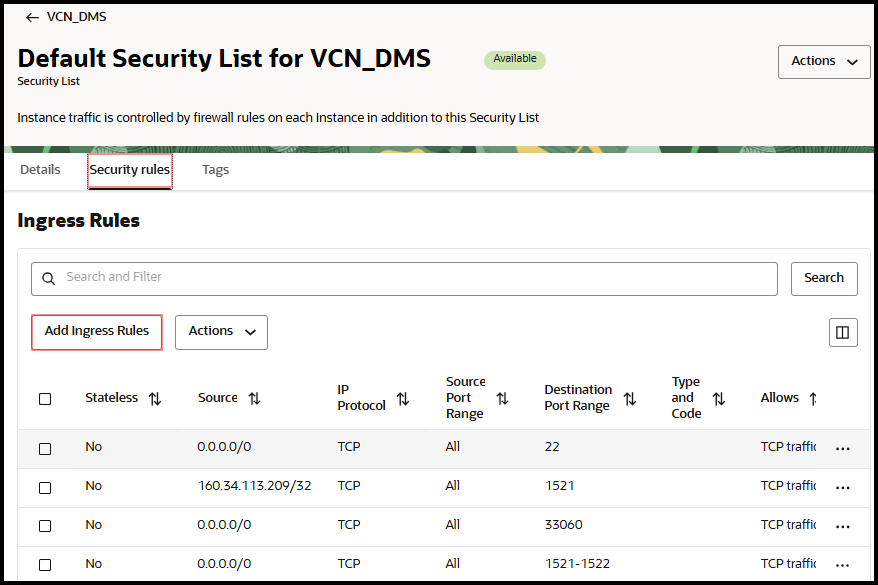 VCN_DMS
Default Security List for VCN_DMS
Available
Actions
Security List
Instance traffic is controlled by firewall rules on each Instance in addition to this Security List
Details
Security rules
Tags
Ingress Rules
Search and Filter
Search
Add Ingress Rules
Actions
Stateless
Source
IP
Protocol
Source
Port
Range
Destination
Port Range
Type
and
Code
Allows
No 0.0.0.0/0 TCP All 22 TCP traffic
No 160.34.113.209/32 TCP All 1521 TCP traffic
No 0.0.0.0/0 TCP All 33060 TCP traffic
No 0.0.0.0/0 TCP All 1521-1522 TCP traffic